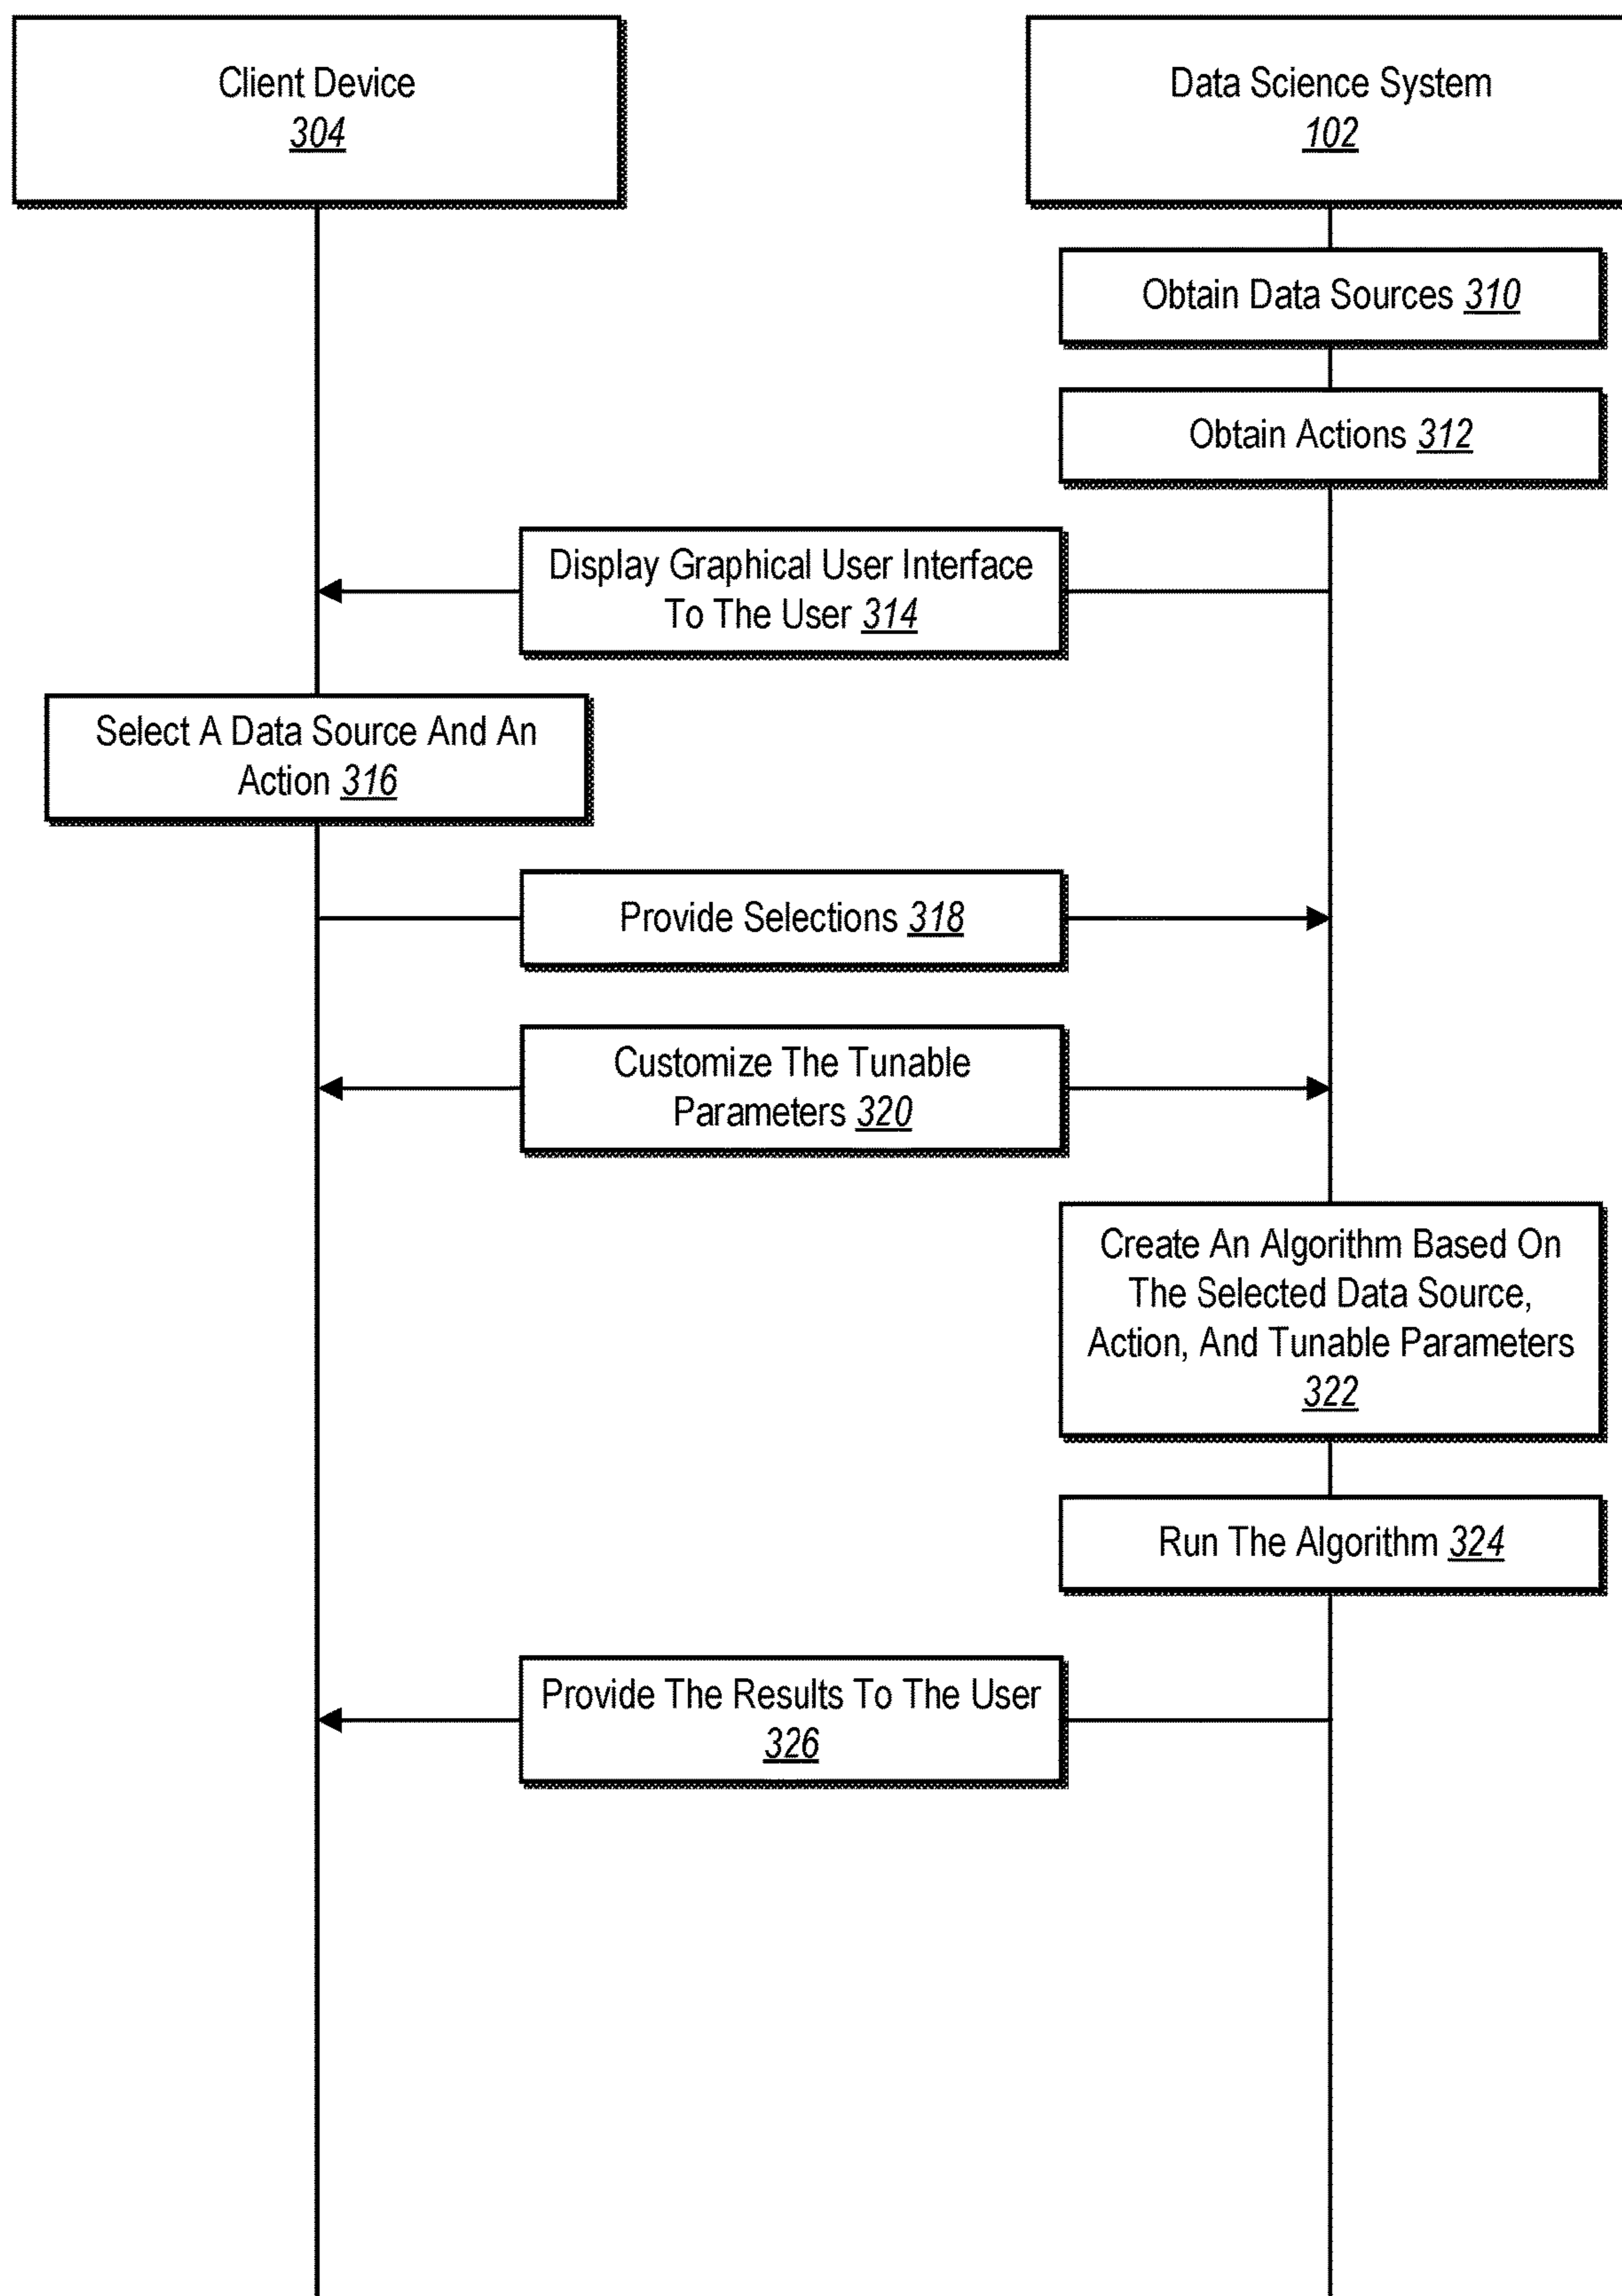 Client Device
304
Data Science System
102
Obtain Data Sources 310
Obtain Actions 312
Display Graphical User Interface
To The User 314
Select A Data Source And An
Action 316
Provide Selections 318
Customize The Tunable
Parameters 320
Create An Algorithm Based On
The Selected Data Source,
Action, And Tunable Parameters
322
Run The Algorithm 324
Provide The Results To The User
326